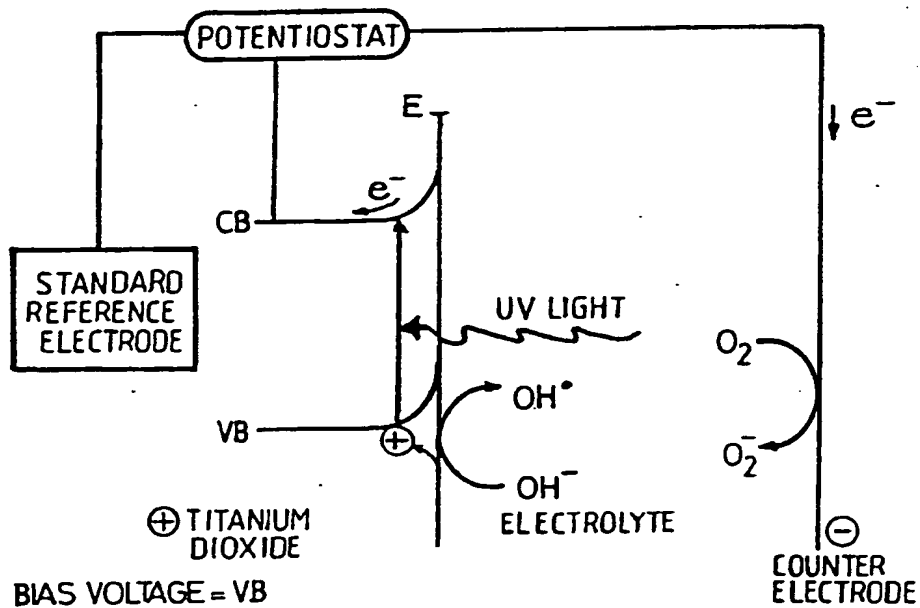 POTENTIOSTAT
E
e⁻
e⁻
CB
STANDARD
REFERENCE
ELECTRODE
UV LIGHT
O₂
OH•
VB
⊕
O₂⁻
OH⁻
⊕ TITANIUM
DIOXIDE
ELECTROLYTE
⊖
COUNTER
ELECTRODE
BIAS VOLTAGE = VB